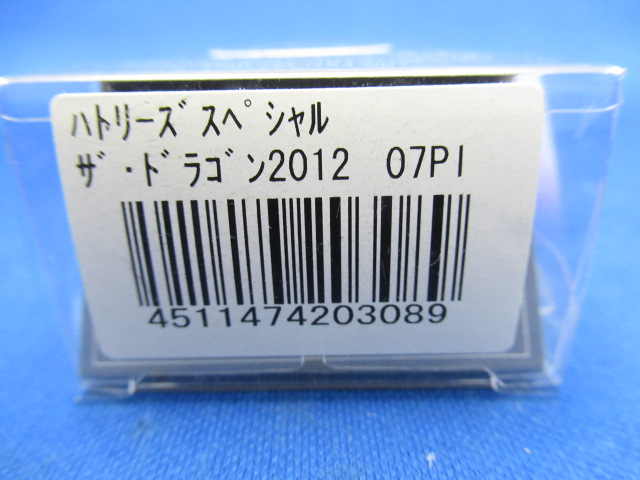 ﾊﾄﾘｰｽﾞｽﾍﾟｼｬﾙ
ｻﾞ･ﾄﾞﾗｺﾞﾝ2012 07PI
4511474203089